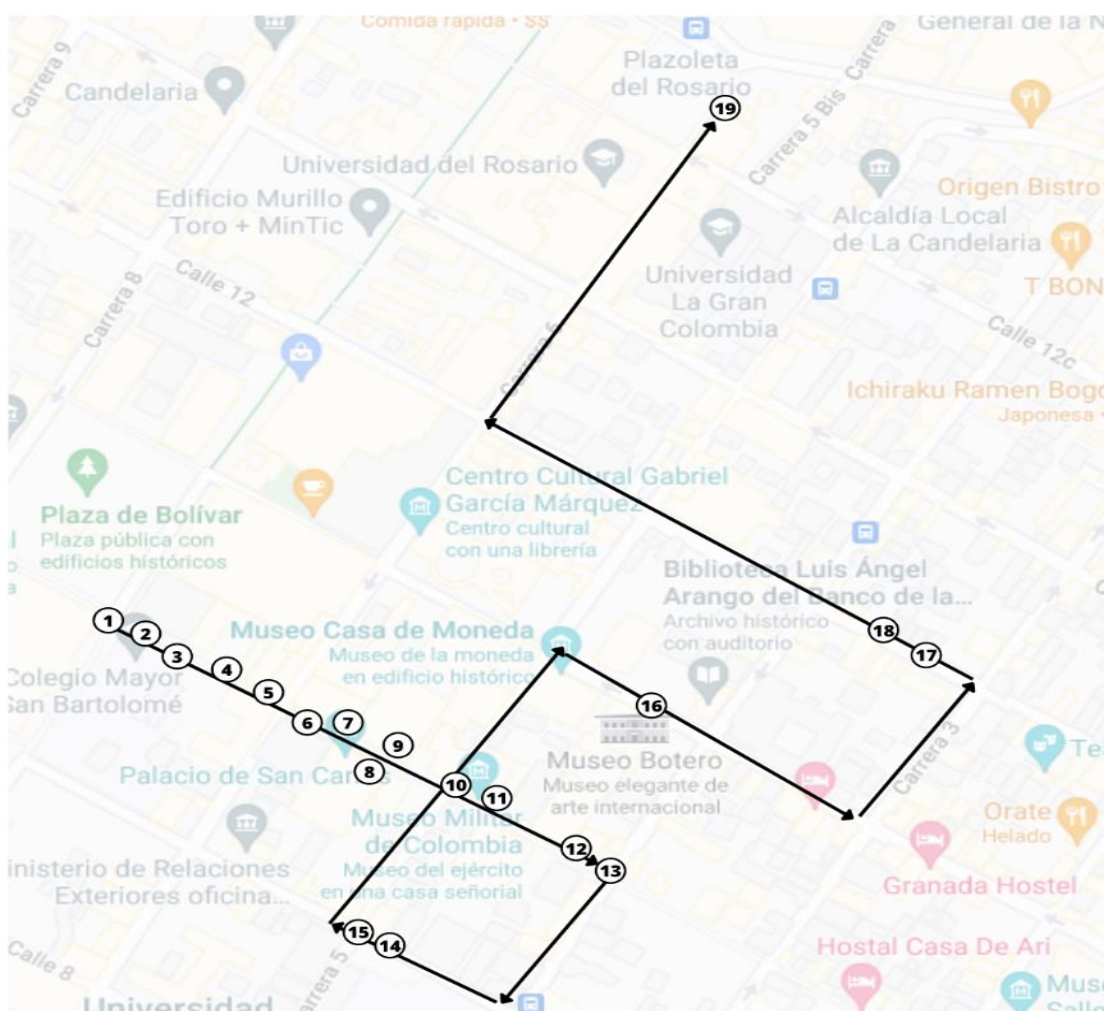 Comida rápida · $$
General de la N
Carrera 9
Plazoleta
del Rosario
Carrera
Candelaria
19
Carrera 5 Bis
Universidad del Rosario
Origen Bistro
Edificio Murillo
Toro + MinTic
Alcaldía Local
de La Candelaria
Universidad
La Gran
Colombia
T BON
Calle 12
Carrera 8
Calle 12c
Carrera 6
Ichiraku Ramen Bogo
Japonesa •
Centro Cultural Gabriel
García Márquez
Centro cultural
con una librería
Plaza de Bolívar
Plaza pública con
edificios históricos
Biblioteca Luis Ángel
Arango del Banco de la...
Archivo histórico
con auditorio
1
2
3
4
5
6
7
8
9
10
11
12
13
14
15
16
17
18
Museo Casa de Moneda
Museo de la moneda
en edificio histórico
Colegio Mayor
San Bartolomé
Palacio de San Carlos
Museo Botero
Museo elegante de
arte internacional
Carrera 3
Te
Orate
Helado
Museo Militar
de Colombia
Museo del ejército
en una casa señorial
inisterio de Relaciones
Exteriores oficina...
Granada Hostel
Calle 8
Carrera 5
Hostal Casa De Ari
Universidad
Mus
Salle